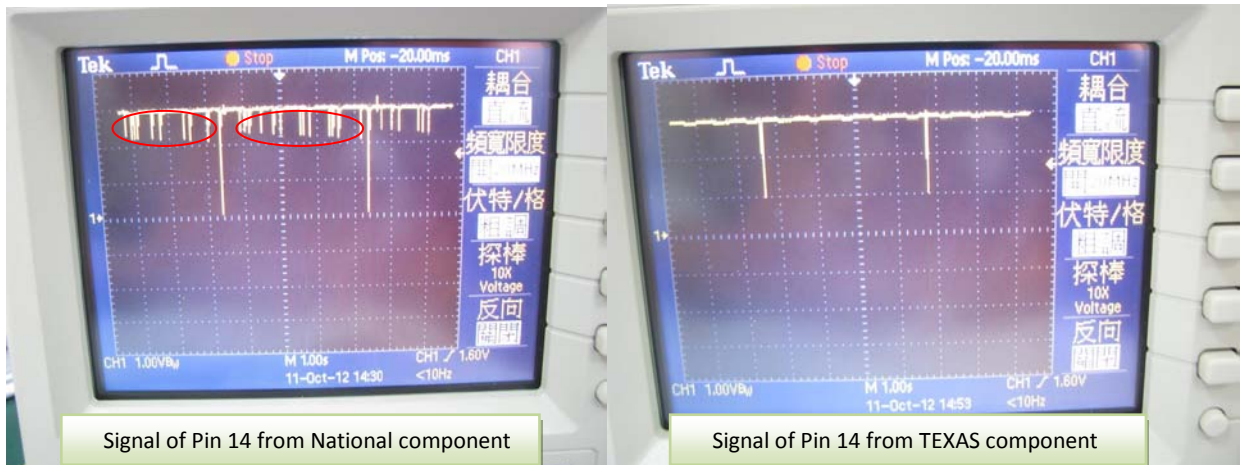 Tek
Stop
M Pos: -20.00ms
CH1
耦合
直流
頻寬限度
伏特/格
粗調
探棒
10X
Voltage
反向
關閉
CH1 1.00VBw
M 1.00s
CH1 / 1.60V
11-Oct-12 14:30
<10Hz
1
Signal of Pin 14 from National component
Tek
Stop
M Pos: -20.00ms
CH1
耦合
直流
頻寬限度
伏特/格
粗調
探棒
10X
Voltage
反向
關閉
CH1 1.00VBw
M 1.00s
CH1 / 1.60V
11-Oct-12 14:53
<10Hz
1
Signal of Pin 14 from TEXAS component